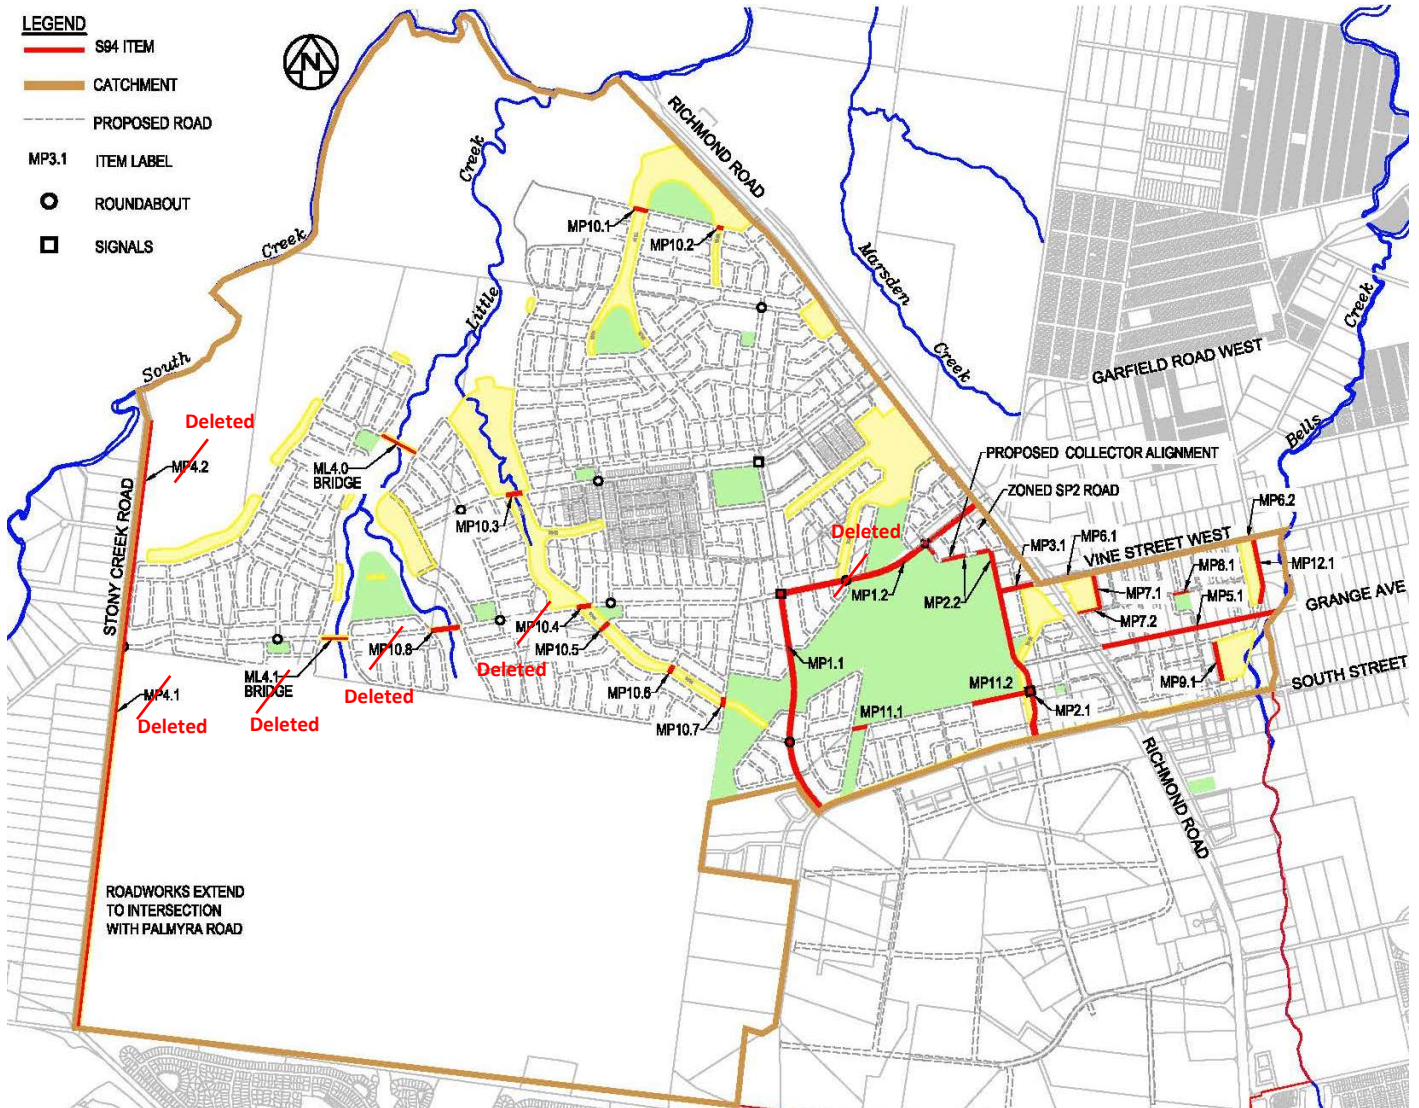 LEGEND
S94 ITEM
CATCHMENT
PROPOSED ROAD
MP3.1 ITEM LABEL
ROUNDABOUT
SIGNALS
N
RICHMOND ROAD
Creek
Little
Creek
South
Marsden
Creek
Creek
Bells
GARFIELD ROAD WEST
MP10.1
MP10.2
Deleted
MP4.2
ML4.0
BRIDGE
STONY CREEK ROAD
MP10.3
PROPOSED COLLECTOR ALIGNMENT
ZONED SP2 ROAD
Deleted
MP1.2
MP2.2
MP3.1
MP6.1
VINE STREET WEST
MP6.2
MP12.1
MP8.1
MP5.1
MP7.1
MP7.2
GRANGE AVE
SOUTH STREET
MP9.1
MP10.4
Deleted
MP10.5
MP10.8
Deleted
ML4.1
BRIDGE
Deleted
MP4.1
Deleted
MP10.6
MP10.7
MP1.1
MP11.1
MP11.2
MP2.1
RICHMOND ROAD
ROADWORKS EXTEND
TO INTERSECTION
WITH PALMYRA ROAD